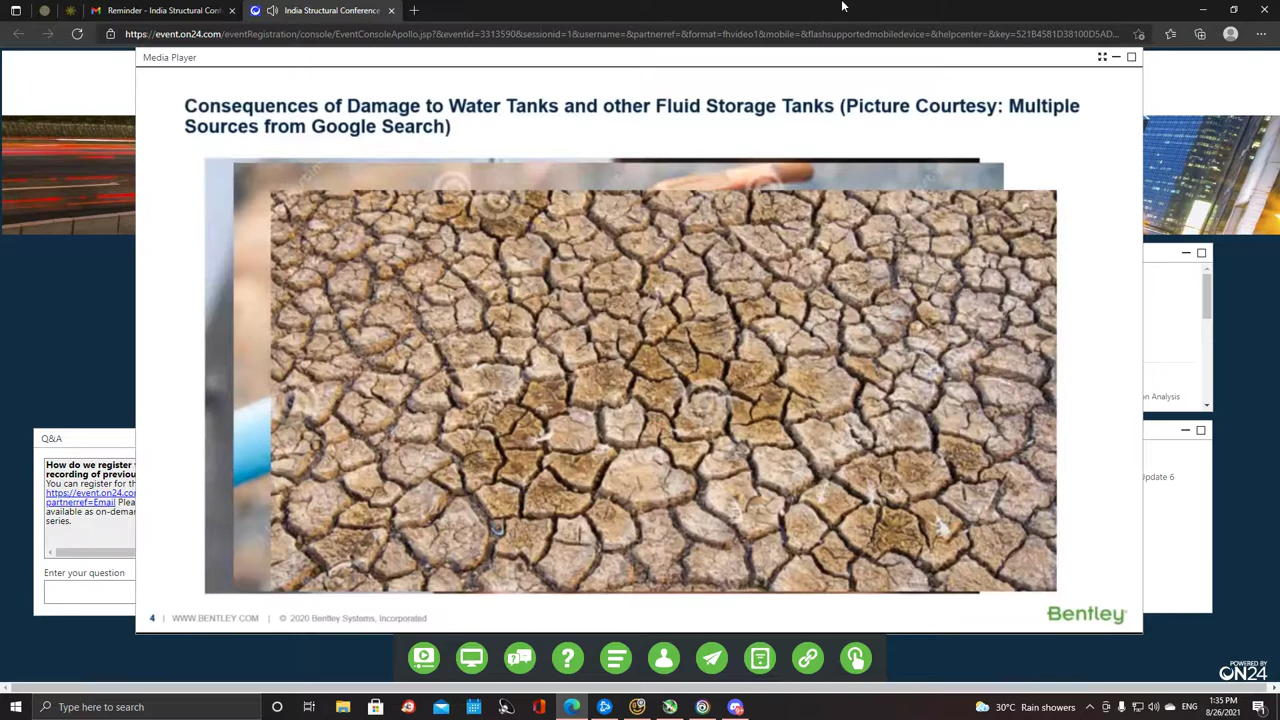 Reminder - India Structural Cont
India Structural Conference
https://event.on24.com/eventRegistration/console/EventConsoleApollo.jsp?&eventid=3313590&sessionid=1&username=&partnerref=&format=fhvideo1&mobile=&flashsupportedmobiledevice=&helpcenter=&key=521B4581D38100D5AD...
Media Player
Consequences of Damage to Water Tanks and other Fluid Storage Tanks (Picture Courtesy: Multiple
Sources from Google Search)
on Analysis
Q&A
How do we register
recording of previou
You can register for th
https://event.on24.co
partnerref=Email Plea
available as on-dema
series.
Update 6
Enter your question
4 | WWW.BENTLEY.COM | © 2020 Bentley Systems, Incorporated
Bentley
POWERED BY
ON24
Type here to search
30°C Rain showers
1:35 PM
8/26/2021